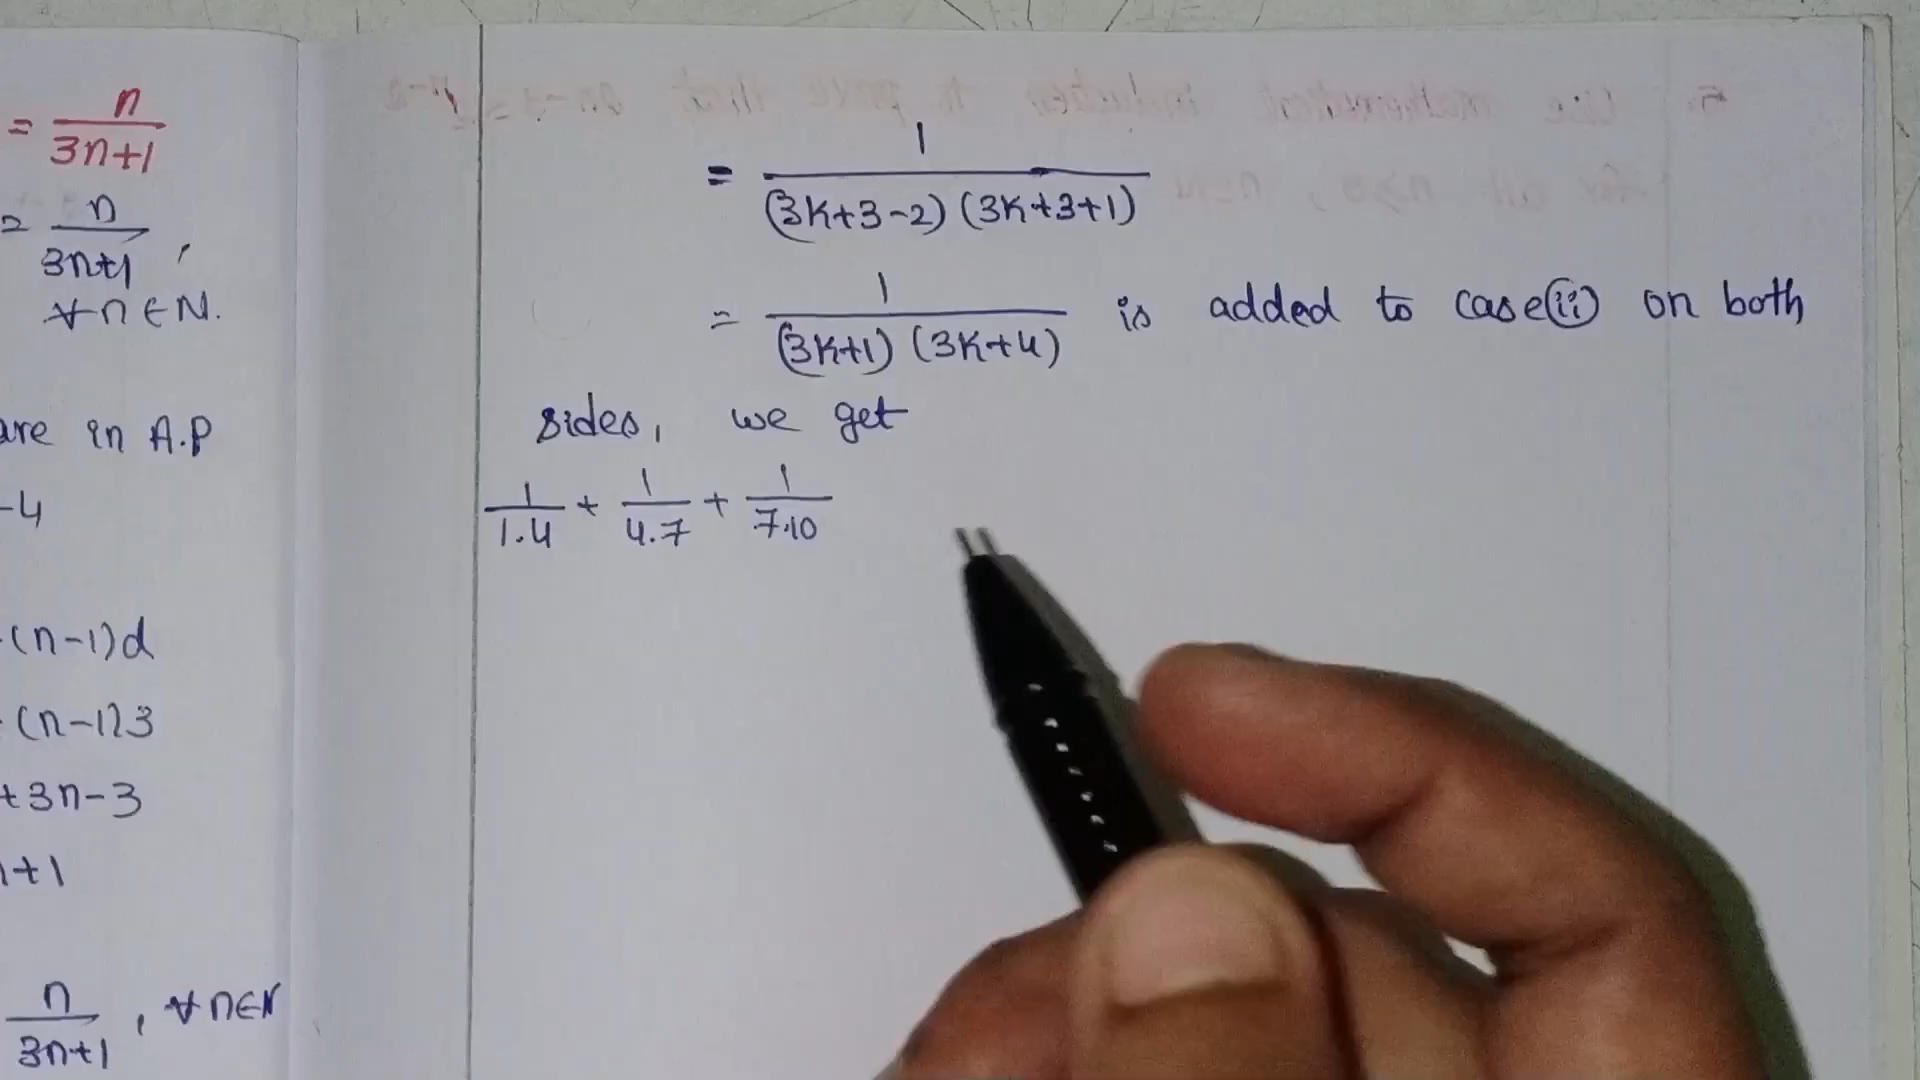 = n/3n+1
= n/3n+1 ,
∀ n ∈ N.
are in A.P
-4
(n-1)d
(n-1)3
+3n-3
+1
n/3n+1 , ∀ n∈N
= 1/(3k+3-2) (3k+3+1)
= 1/(3k+1) (3k+4) is added to case(ii) on both
sides, we get
1/1.4 + 1/4.7 + 1/7.10